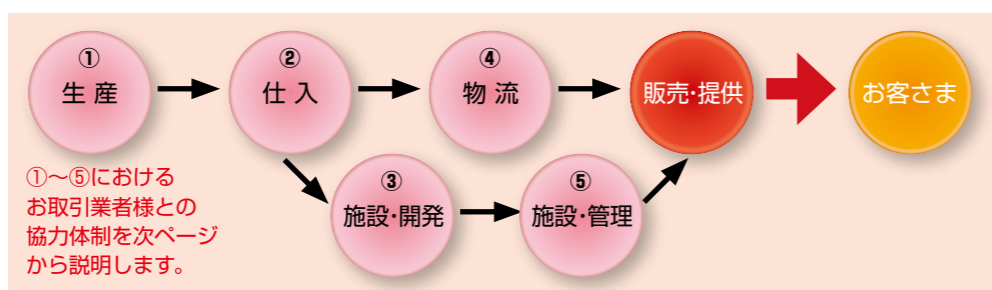 ①
生産
②
仕入
④
物流
販売・提供
お客さま
③
施設・開発
⑤
施設・管理
①〜⑤における
お取引業者様との
協力体制を次ページ
から説明します。